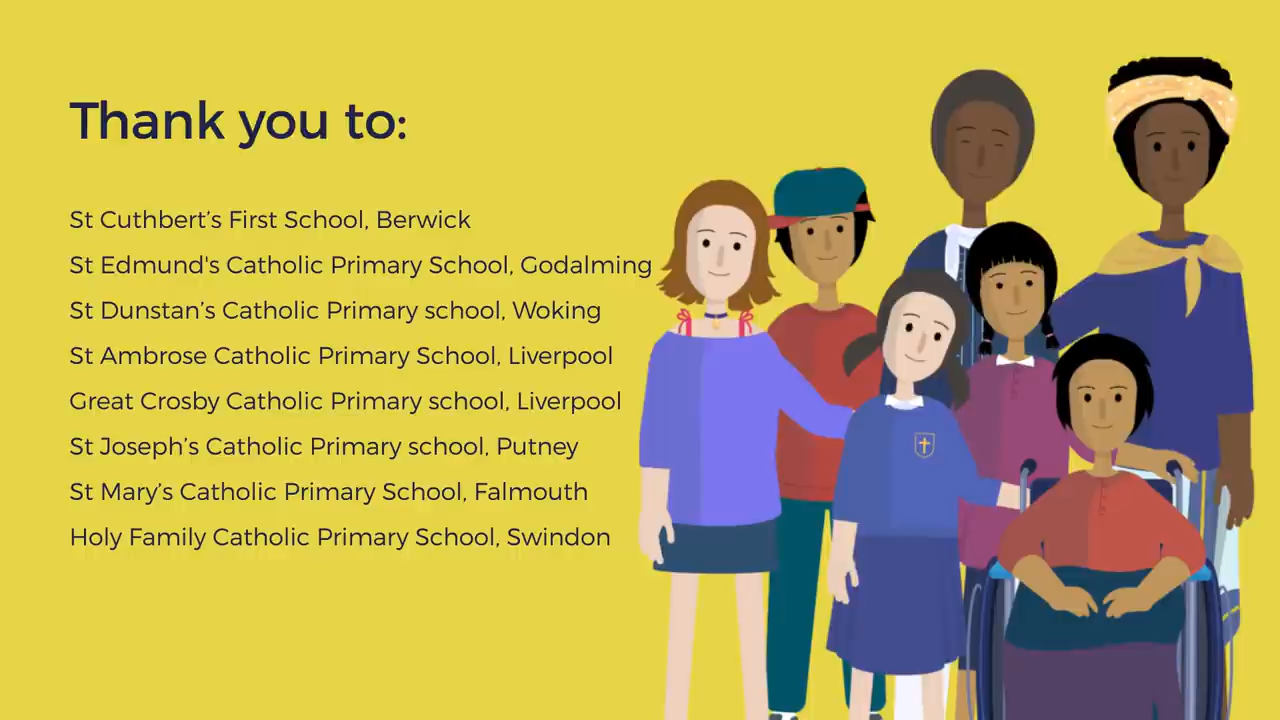 Thank you to:
St Cuthbert’s First School, Berwick
St Edmund's Catholic Primary School, Godalming
St Dunstan’s Catholic Primary school, Woking
St Ambrose Catholic Primary School, Liverpool
Great Crosby Catholic Primary school, Liverpool
St Joseph’s Catholic Primary school, Putney
St Mary’s Catholic Primary School, Falmouth
Holy Family Catholic Primary School, Swindon